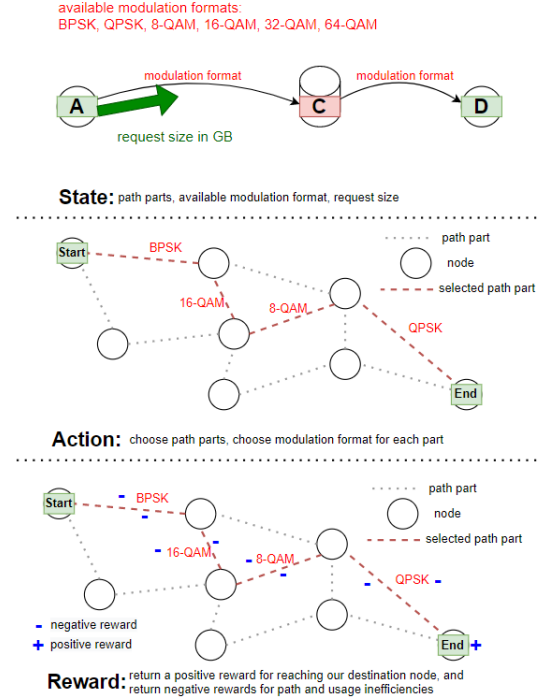 available modulation formats:
BPSK, QPSK, 8-QAM, 16-QAM, 32-QAM, 64-QAM
modulation format
modulation format
A
C
D
request size in GB
State: path parts, available modulation format, request size
Start
BPSK
path part
node
selected path part
16-QAM
8-QAM
QPSK
End
Action: choose path parts, choose modulation format for each part
Start
- BPSK
-
path part
node
selected path part
- 16-QAM
-
- 8-QAM
-
- QPSK -
- negative reward
+ positive reward
End +
Reward: return a positive reward for reaching our destination node, and
return negative rewards for path and usage inefficiencies